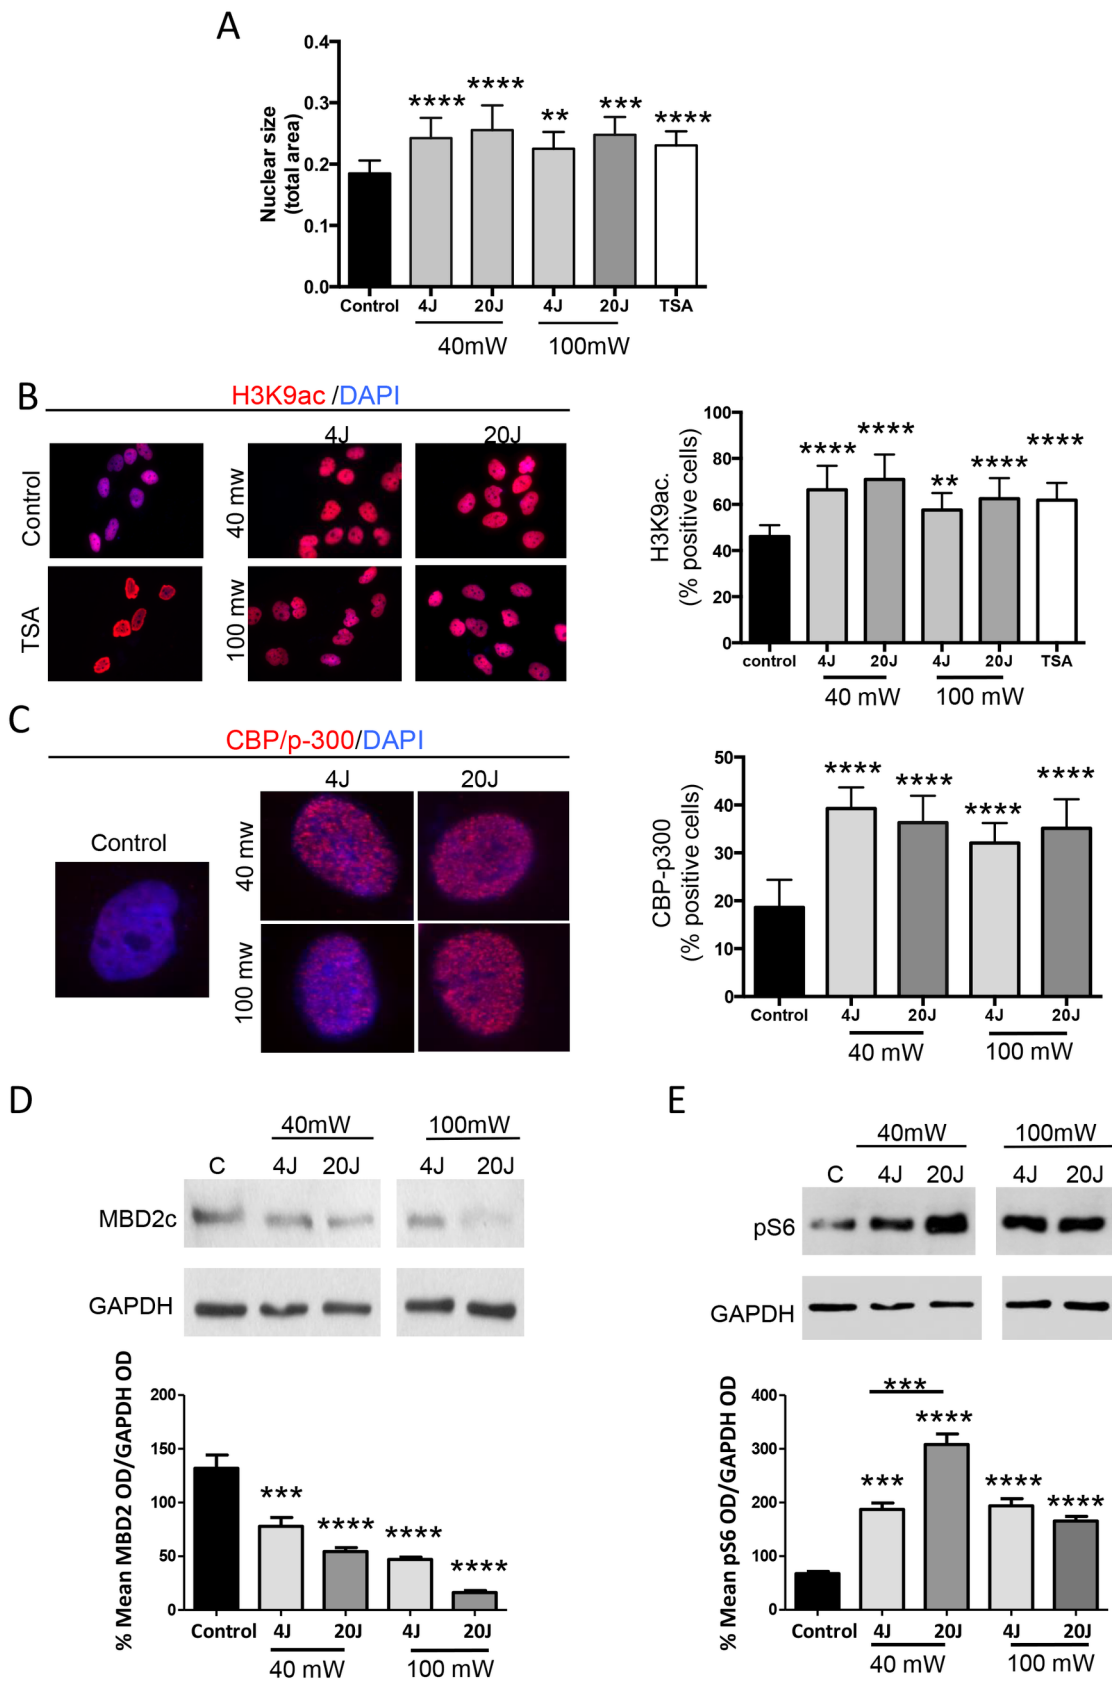 A
Nuclear size
(total area)
0.4
0.3
0.2
0.1
0.0
**** **** ** *** ****
Control 4J 20J 4J 20J TSA
40mW 100mW
B
H3K9ac /DAPI
4J 20J
Control
40 mw
TSA
100 mw
H3K9ac.
(% positive cells)
100
80
60
40
20
0
**** **** ** **** ****
control 4J 20J 4J 20J TSA
40 mW 100 mW
C
CBP/p-300/DAPI
4J 20J
Control
40 mw
100 mw
CBP-p300
(% positive cells)
50
40
30
20
10
0
**** **** **** ****
Control 4J 20J 4J 20J
40 mW 100 mW
D
40mW 100mW
C 4J 20J 4J 20J
MBD2c
GAPDH
% Mean MBD2 OD/GAPDH OD
200
150
100
50
0
*** **** **** ****
Control 4J 20J 4J 20J
40 mW 100 mW
E
40mW 100mW
C 4J 20J 4J 20J
pS6
GAPDH
% Mean pS6 OD/GAPDH OD
400
300
200
100
0
***
*** **** **** ****
Control 4J 20J 4J 20J
40 mW 100 mW